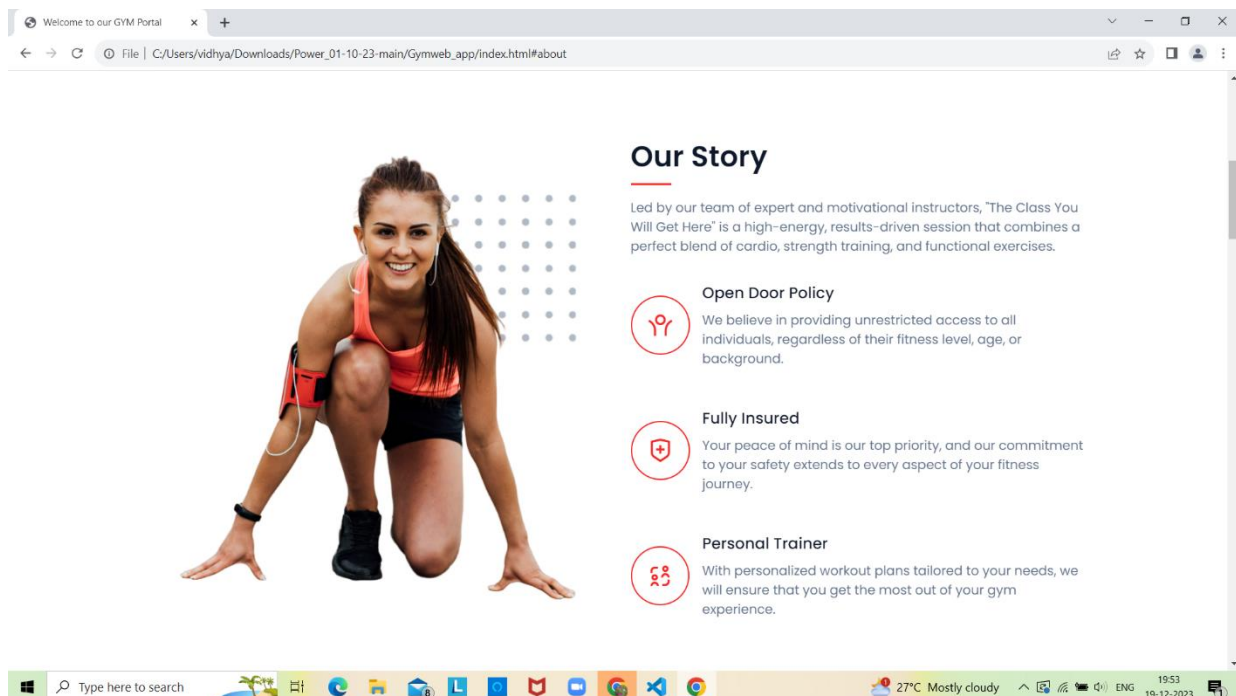 Welcome to our GYM Portal
File | C:/Users/vidhya/Downloads/Power_01-10-23-main/Gymweb_app/index.html#about
Our Story
Led by our team of expert and motivational instructors, "The Class You
Will Get Here" is a high-energy, results-driven session that combines a
perfect blend of cardio, strength training, and functional exercises.
Open Door Policy
We believe in providing unrestricted access to all
individuals, regardless of their fitness level, age, or
background.
Fully Insured
Your peace of mind is our top priority, and our commitment
to your safety extends to every aspect of your fitness
journey.
Personal Trainer
With personalized workout plans tailored to your needs, we
will ensure that you get the most out of your gym
experience.
Type here to search
8
L
27°C Mostly cloudy
ENG
19:53
19-12-2023
1